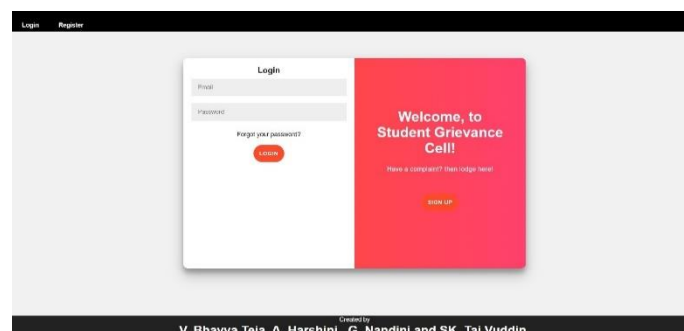 Login Register
Login
Email
Password
Forgot your password?
LOGIN
Welcome, to
Student Grievance
Cell!
Have a complaint? then lodge here!
SIGN UP
Created by
V. Bhavya Teja, A. Harshini, G. Nandini and SK. Taj Yuddin